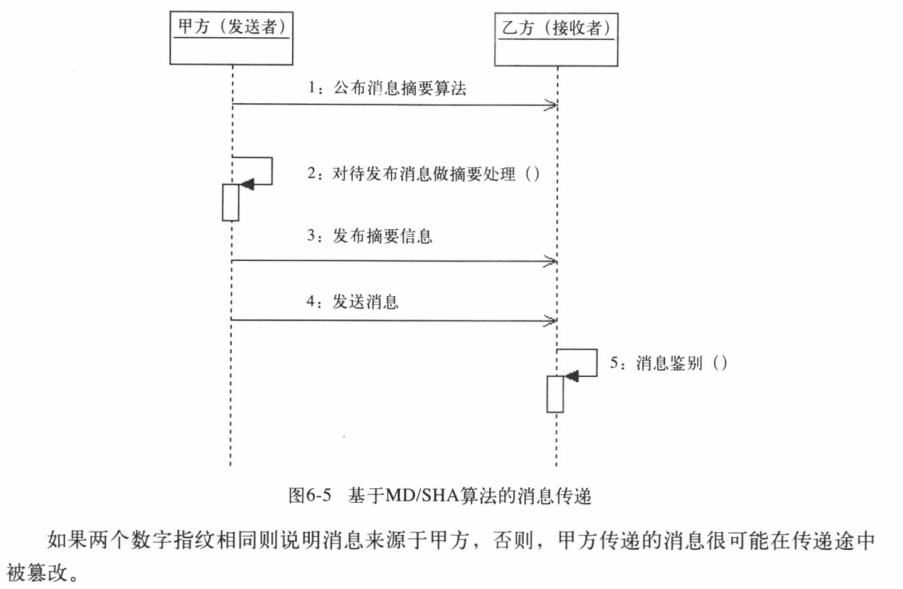 甲方（发送者）
乙方（接收者）
1：公布消息摘要算法
2：对待发布消息做摘要处理（）
3：发布摘要信息
4：发送消息
5：消息鉴别（）
图6-5 基于MD/SHA算法的消息传递
如果两个数字指纹相同则说明消息来源于甲方，否则，甲方传递的消息很可能在传递途中
被篡改。